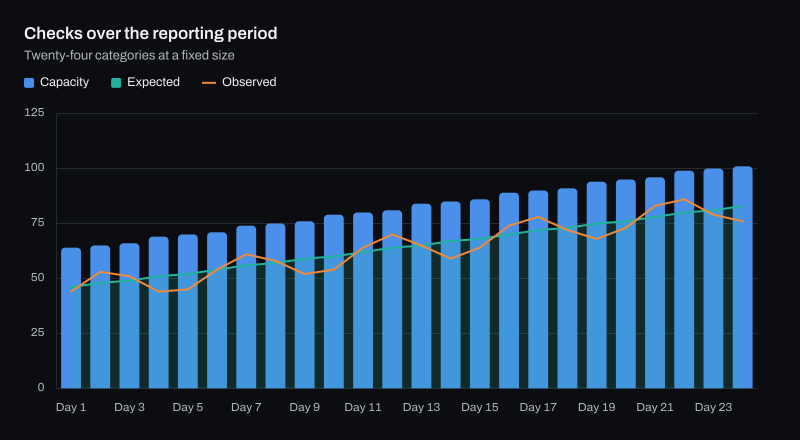 Checks over the reporting period
Twenty-four categories at a fixed size
Capacity Expected Observed
125
100
75
50
25
0
Day 1 Day 3 Day 5 Day 7 Day 9 Day 11 Day 13 Day 15 Day 17 Day 19 Day 21 Day 23